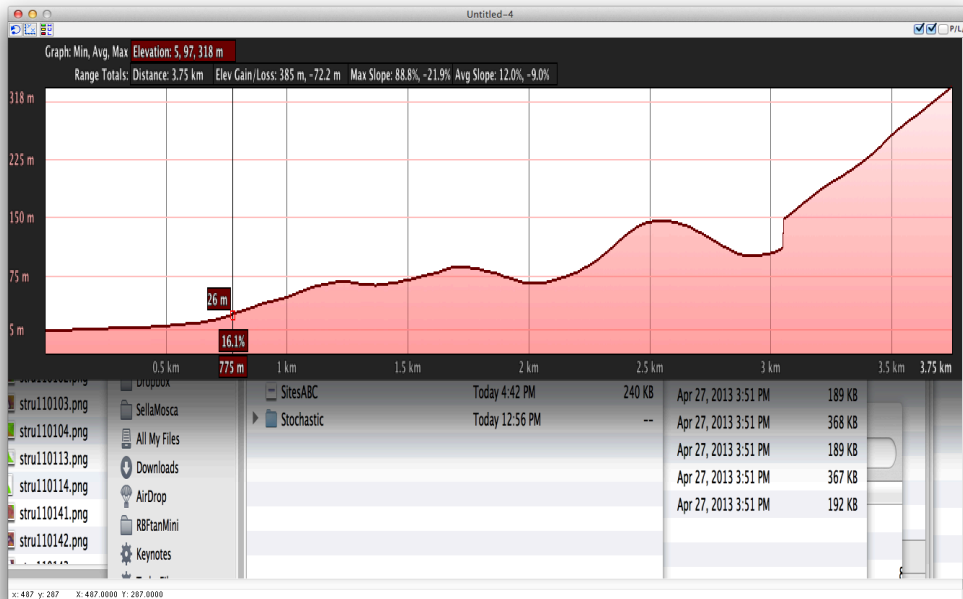 Untitled-4
P/L/
Graph: Min, Avg, Max Elevation: 5, 97, 318 m
Range Totals: Distance: 3.75 km Elev Gain/Loss: 385 m, -72.2 m Max Slope: 88.8%, -21.9% Avg Slope: 12.0%, -9.0%
318 m
225 m
150 m
75 m
5 m
26 m
16.1%
775 m
0.5 km 1 km 1.5 km 2 km 2.5 km 3 km 3.5 km 3.75 km
stru110103.png
stru110104.png
stru110113.png
stru110114.png
stru110141.png
stru110142.png
Dropbox
SellaMosca
All My Files
Downloads
AirDrop
RBFtanMini
Keynotes
SitesABC Today 4:42 PM 240 KB
Stochastic Today 12:56 PM --
Apr 27, 2013 3:51 PM 189 KB
Apr 27, 2013 3:51 PM 368 KB
Apr 27, 2013 3:51 PM 189 KB
Apr 27, 2013 3:51 PM 367 KB
Apr 27, 2013 3:51 PM 192 KB
x: 487 y: 287 X: 487.0000 Y: 287.0000